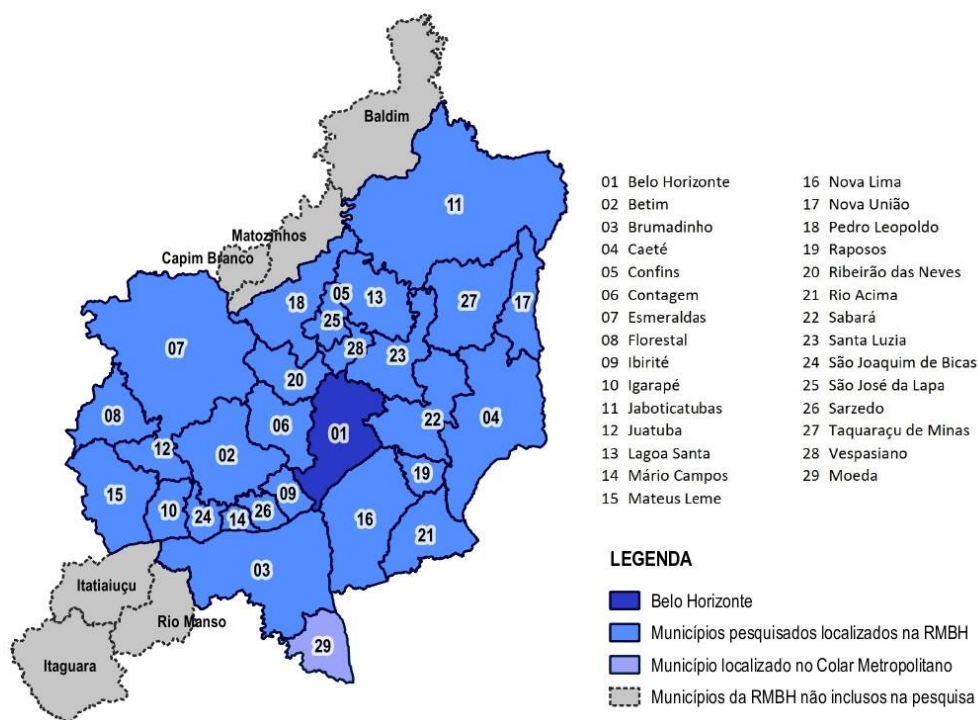 Baldim
11
Matozinhos
Capim Branco
18
05
13
27
17
25
07
28
23
20
08
06
01
22
04
12
02
19
15
09
10
24
14
26
16
21
03
Itatiaiuçu
Rio Manso
29
Itaguara
01 Belo Horizonte
02 Betim
03 Brumadinho
04 Caeté
05 Confins
06 Contagem
07 Esmeraldas
08 Florestal
09 Ibirité
10 Igarapé
11 Jaboticatubas
12 Juatuba
13 Lagoa Santa
14 Mário Campos
15 Mateus Leme
16 Nova Lima
17 Nova União
18 Pedro Leopoldo
19 Raposos
20 Ribeirão das Neves
21 Rio Acima
22 Sabará
23 Santa Luzia
24 São Joaquim de Bicas
25 São José da Lapa
26 Sarzedo
27 Taquaraçu de Minas
28 Vespasiano
29 Moeda
LEGENDA
Belo Horizonte
Municípios pesquisados localizados na RMBH
Município localizado no Colar Metropolitano
Municípios da RMBH não inclusos na pesquisa